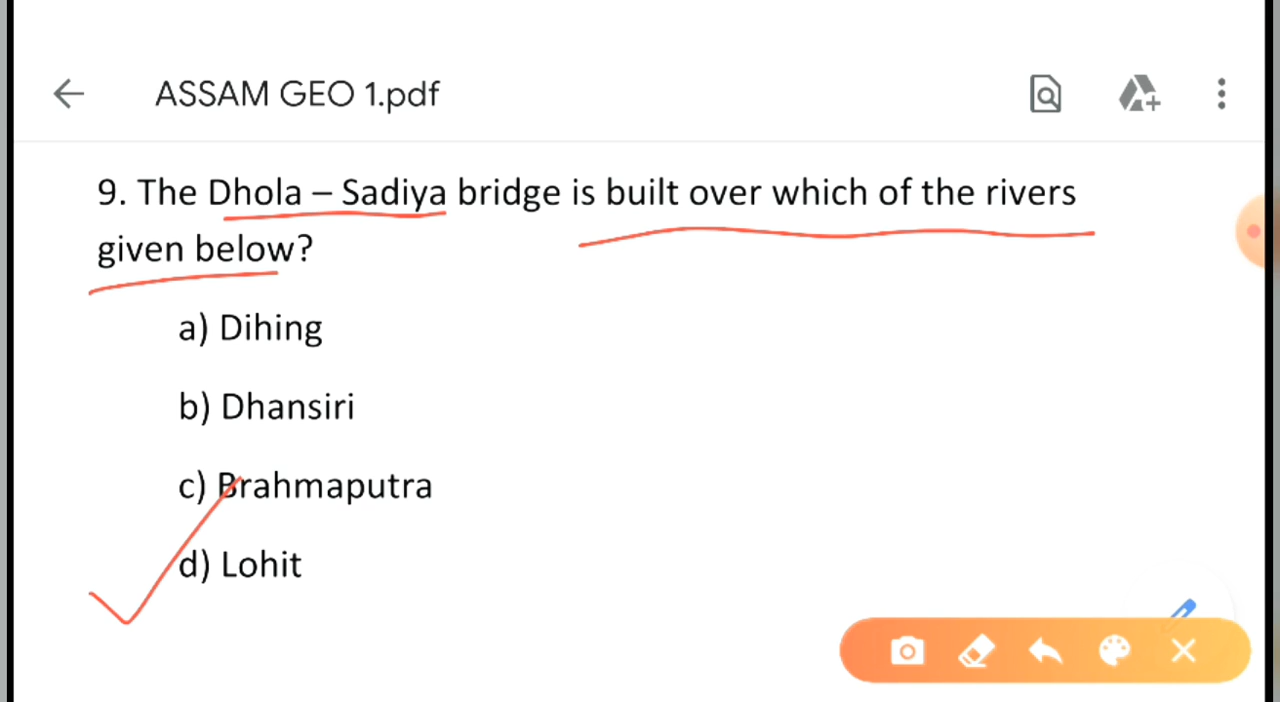 ASSAM GEO 1.pdf
9. The Dhola – Sadiya bridge is built over which of the rivers
given below?
a) Dihing
b) Dhansiri
c) Brahmaputra
d) Lohit